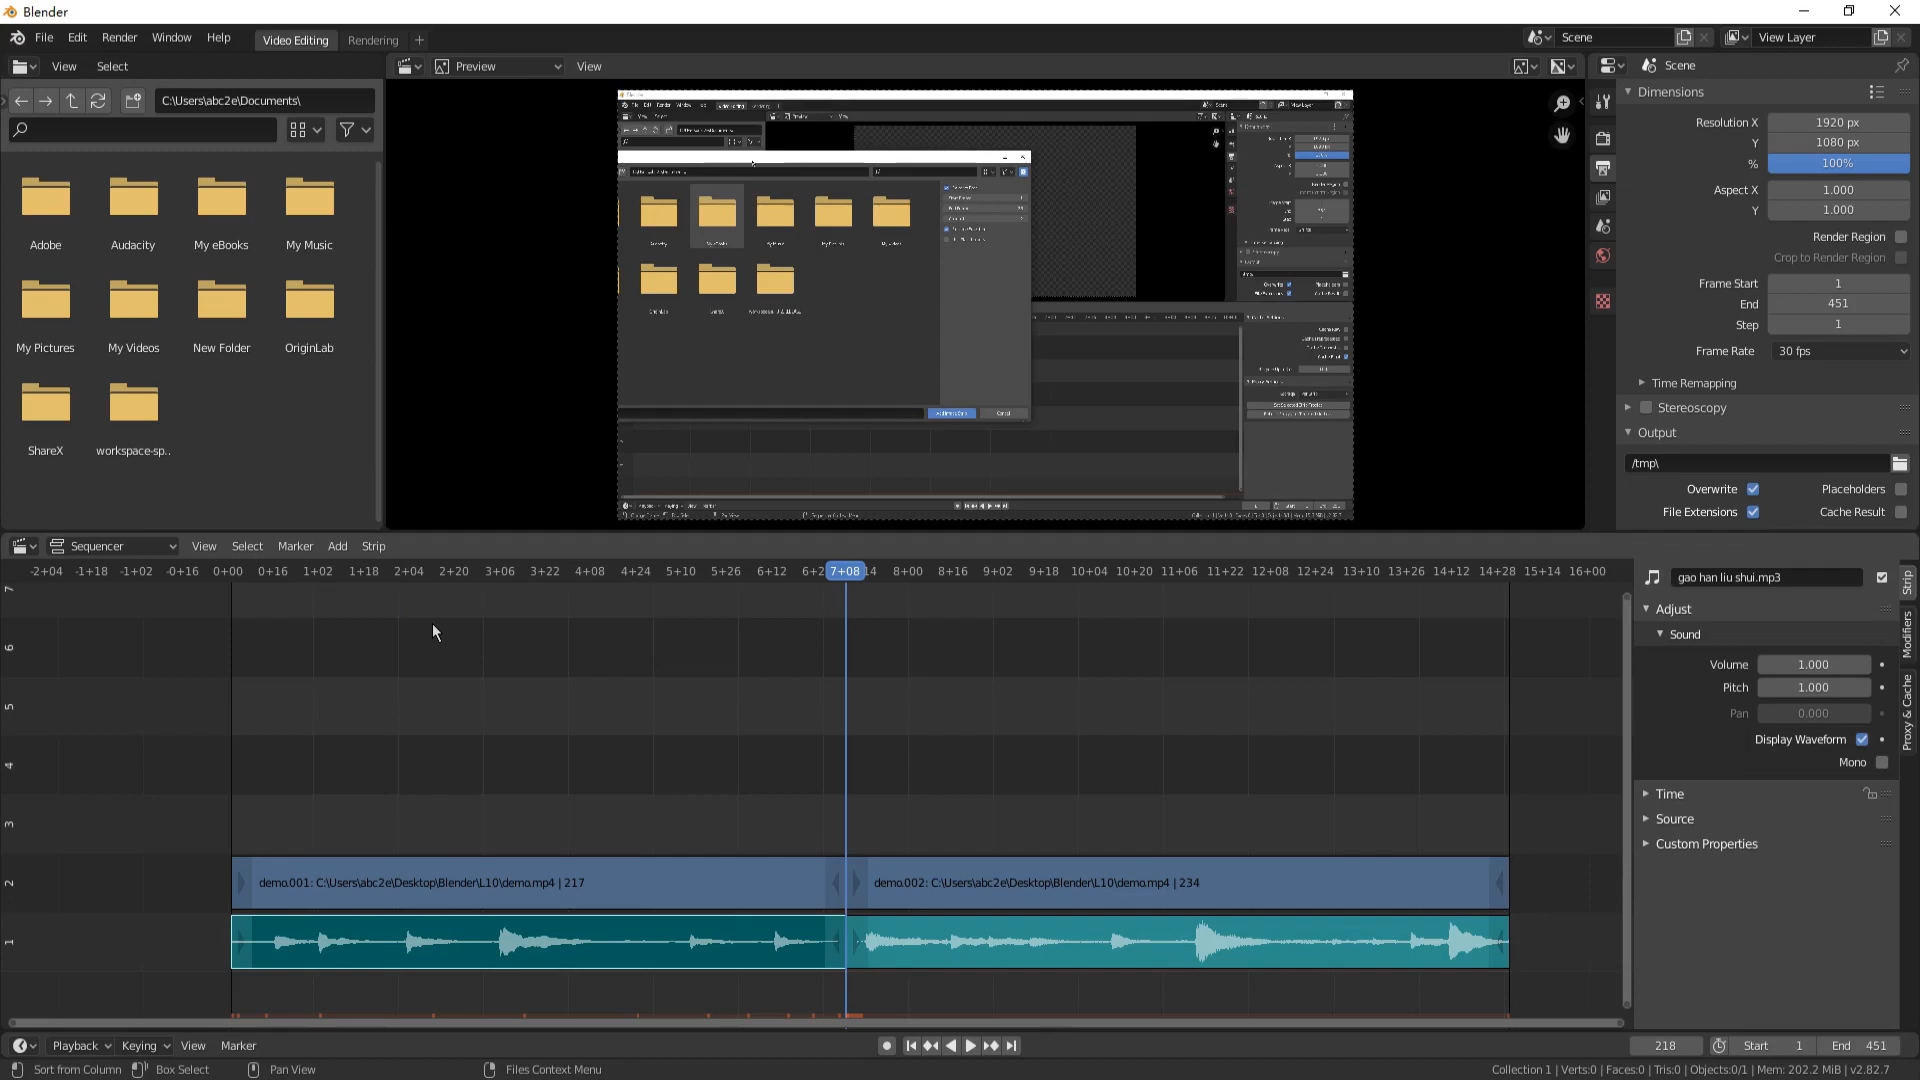 Blender
File Edit Render Window Help Video Editing Rendering + Scene View Layer
View Select Preview View Scene
C:\Users\abc2e\Documents\
Adobe Audacity My eBooks My Music
My Pictures My Videos New Folder OriginLab
ShareX workspace-sp..
Dimensions
Resolution X 1920 px
Y 1080 px
% 100%
Aspect X 1.000
Y 1.000
Render Region
Crop to Render Region
Frame Start 1
End 451
Step 1
Frame Rate 30 fps
Time Remapping
Stereoscopy
Output
/tmp\
Overwrite Placeholders
File Extensions Cache Result
Sequencer View Select Marker Add Strip
-2+04 -1+18 -1+02 -0+16 0+00 0+16 1+02 1+18 2+04 2+20 3+06 3+22 4+08 4+24 5+10 5+26 6+12 6+2 7+08 14 8+00 8+16 9+02 9+18 10+04 10+20 11+06 11+22 12+08 12+24 13+10 13+26 14+12 14+28 15+14 16+00
7
6
5
4
3
2
1
demo.001: C:\Users\abc2e\Desktop\Blender\L10\demo.mp4 | 217
demo.002: C:\Users\abc2e\Desktop\Blender\L10\demo.mp4 | 234
gao han liu shui.mp3
Adjust
Sound
Volume 1.000
Pitch 1.000
Pan 0.000
Display Waveform
Mono
Time
Source
Custom Properties
Strip
Modifiers
Proxy & Cache
Playback Keying View Marker 218 Start 1 End 451
Sort from Column Box Select Pan View Files Context Menu Collection 1 | Verts:0 | Faces:0 | Tris:0 | Objects:0/1 | Mem: 202.2 MiB | v2.82.7